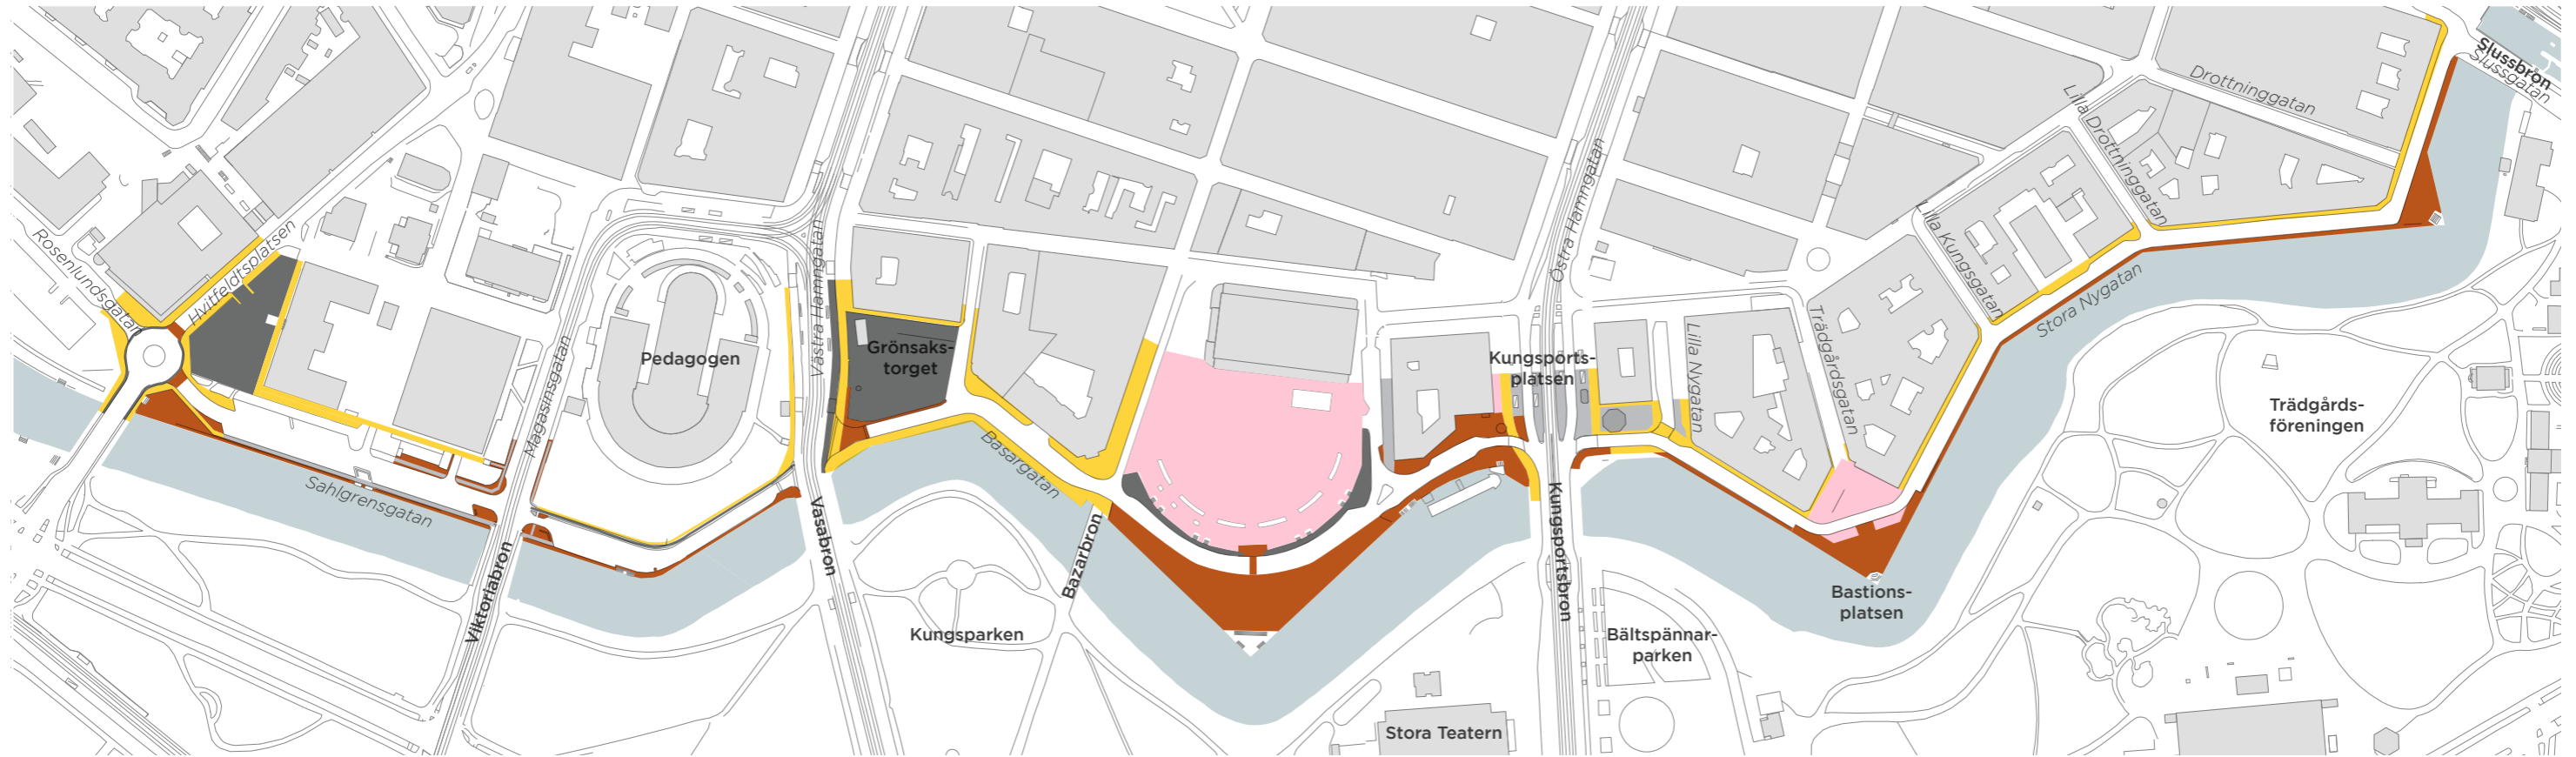 Rosenlundsgatan
Hvitfeldtsplatsen
Sahlgrensgatan
Magasinsgatan
Viktoriabron
Pedagogen
Västra Hamngatan
Vasabron
Grönsaks-
torget
Basargatan
Kungsparken
Bazarbron
Östra Hamngatan
Kungsports-
platsen
Kungsportsbron
Stora Teatern
Bältspännar-
parken
Lilla Nygatan
Trädgårdsgatan
Bastions-
platsen
Lilla Kungsgatan
Stora Nygatan
Lilla Drottninggatan
Drottninggatan
Slussbron
Slussgatan
Trädgårds-
föreningen